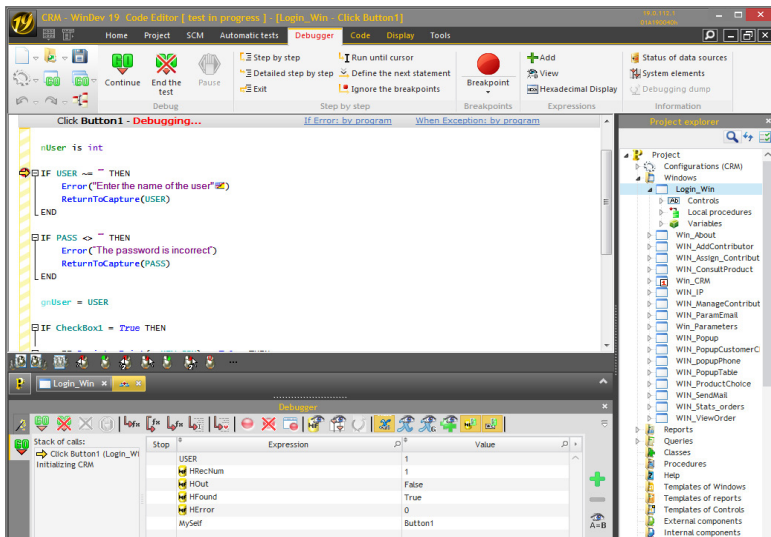 19
CRM - WinDev 19 Code Editor [ test in progress ] - [Login_Win - Click Button1]
Home Project SCM Automatic tests Debugger Code Display Tools
Continue
End the test
Pause
Debug
Step by step
Detailed step by step
Exit
Run until cursor
Define the next statement
Ignore the breakpoints
Step by step
Breakpoint
Breakpoints
Add
View
Hexadecimal Display
Expressions
Status of data sources
System elements
Debugging dump
Information
Click Button1 - Debugging... If Error: by program When Exception: by program
nUser is int
IF USER ~= "" THEN
Error("Enter the name of the user")
ReturnToCapture(USER)
END
IF PASS <> "" THEN
Error("The password is incorrect")
ReturnToCapture(PASS)
END
gnUser = USER
IF CheckBox1 = True THEN
Project explorer
Project
Configurations (CRM)
Windows
Login_Win
Controls
Local procedures
Variables
Win_About
WIN_AddContributor
WIN_Assign_Contribut
WIN_ConsultProduct
Win_CRM
WIN_IP
WIN_ManageContribut
WIN_ParamEmail
Win_Parameters
WIN_Popup
WIN_PopupCustomerCl
WIN_popupPhone
WIN_PopupTable
WIN_ProductChoice
WIN_SendMail
WIN_Stats_orders
WIN_ViewOrder
Reports
Queries
Classes
Procedures
Help
Templates of Windows
Templates of reports
Templates of Controls
External components
Internal components
Login_Win
Debugger
Stack of calls:
Click Button1 (Login_Wi
Initializing CRM
Stop Expression Value
USER 1
HRecNum 1
HOut False
HFound True
HError 0
MySelf Button1
A=B